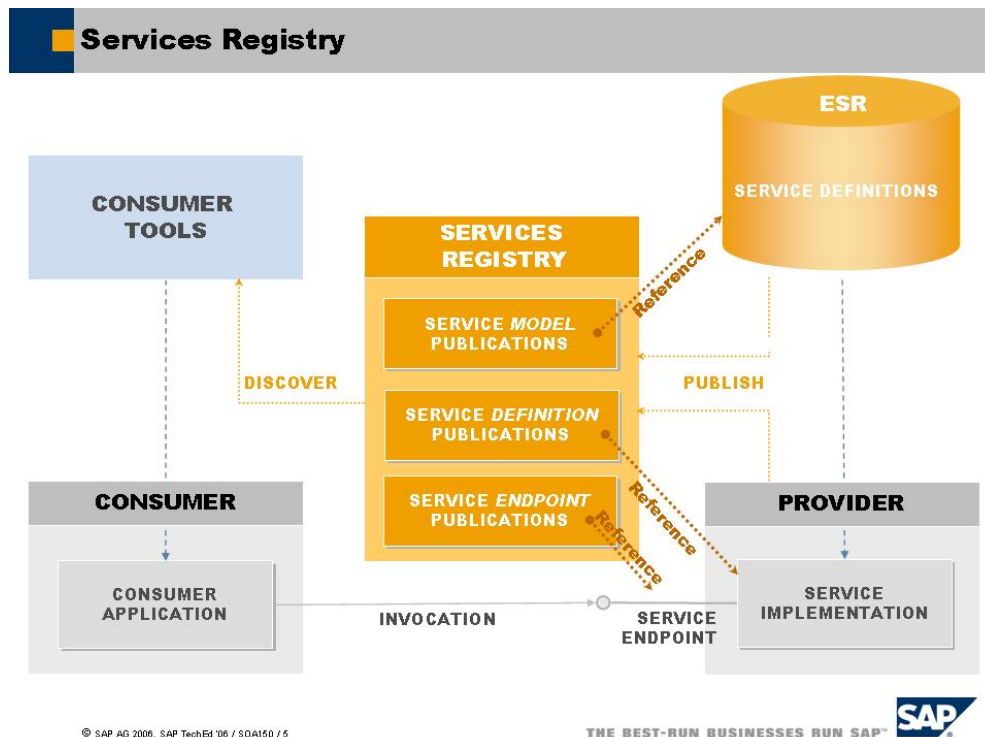 Services Registry
ESR
SERVICE DEFINITIONS
CONSUMER
TOOLS
SERVICES
REGISTRY
Reference
SERVICE MODEL
PUBLICATIONS
DISCOVER
PUBLISH
SERVICE DEFINITION
PUBLICATIONS
CONSUMER
SERVICE ENDPOINT
PUBLICATIONS
Reference
Reference
PROVIDER
CONSUMER
APPLICATION
SERVICE
IMPLEMENTATION
INVOCATION
SERVICE
ENDPOINT
© SAP AG 2006, SAP TechEd '06 / SOA150 / 5
THE BEST-RUN BUSINESSES RUN SAP™
SAP